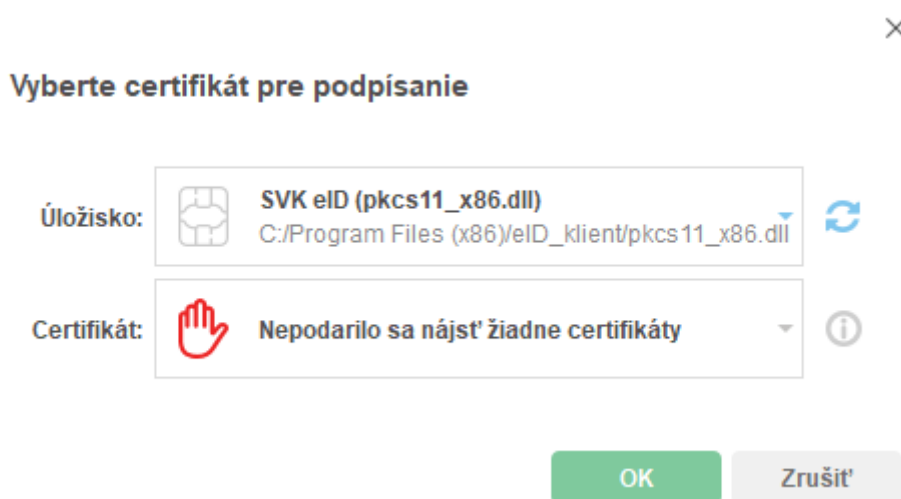 Vyberte certifikát pre podpísanie
Úložisko:
SVK eID (pkcs11_x86.dll)
C:/Program Files (x86)/eID_klient/pkcs11_x86.dll
Certifikát:
Nepodarilo sa nájsť žiadne certifikáty
OK
Zrušiť